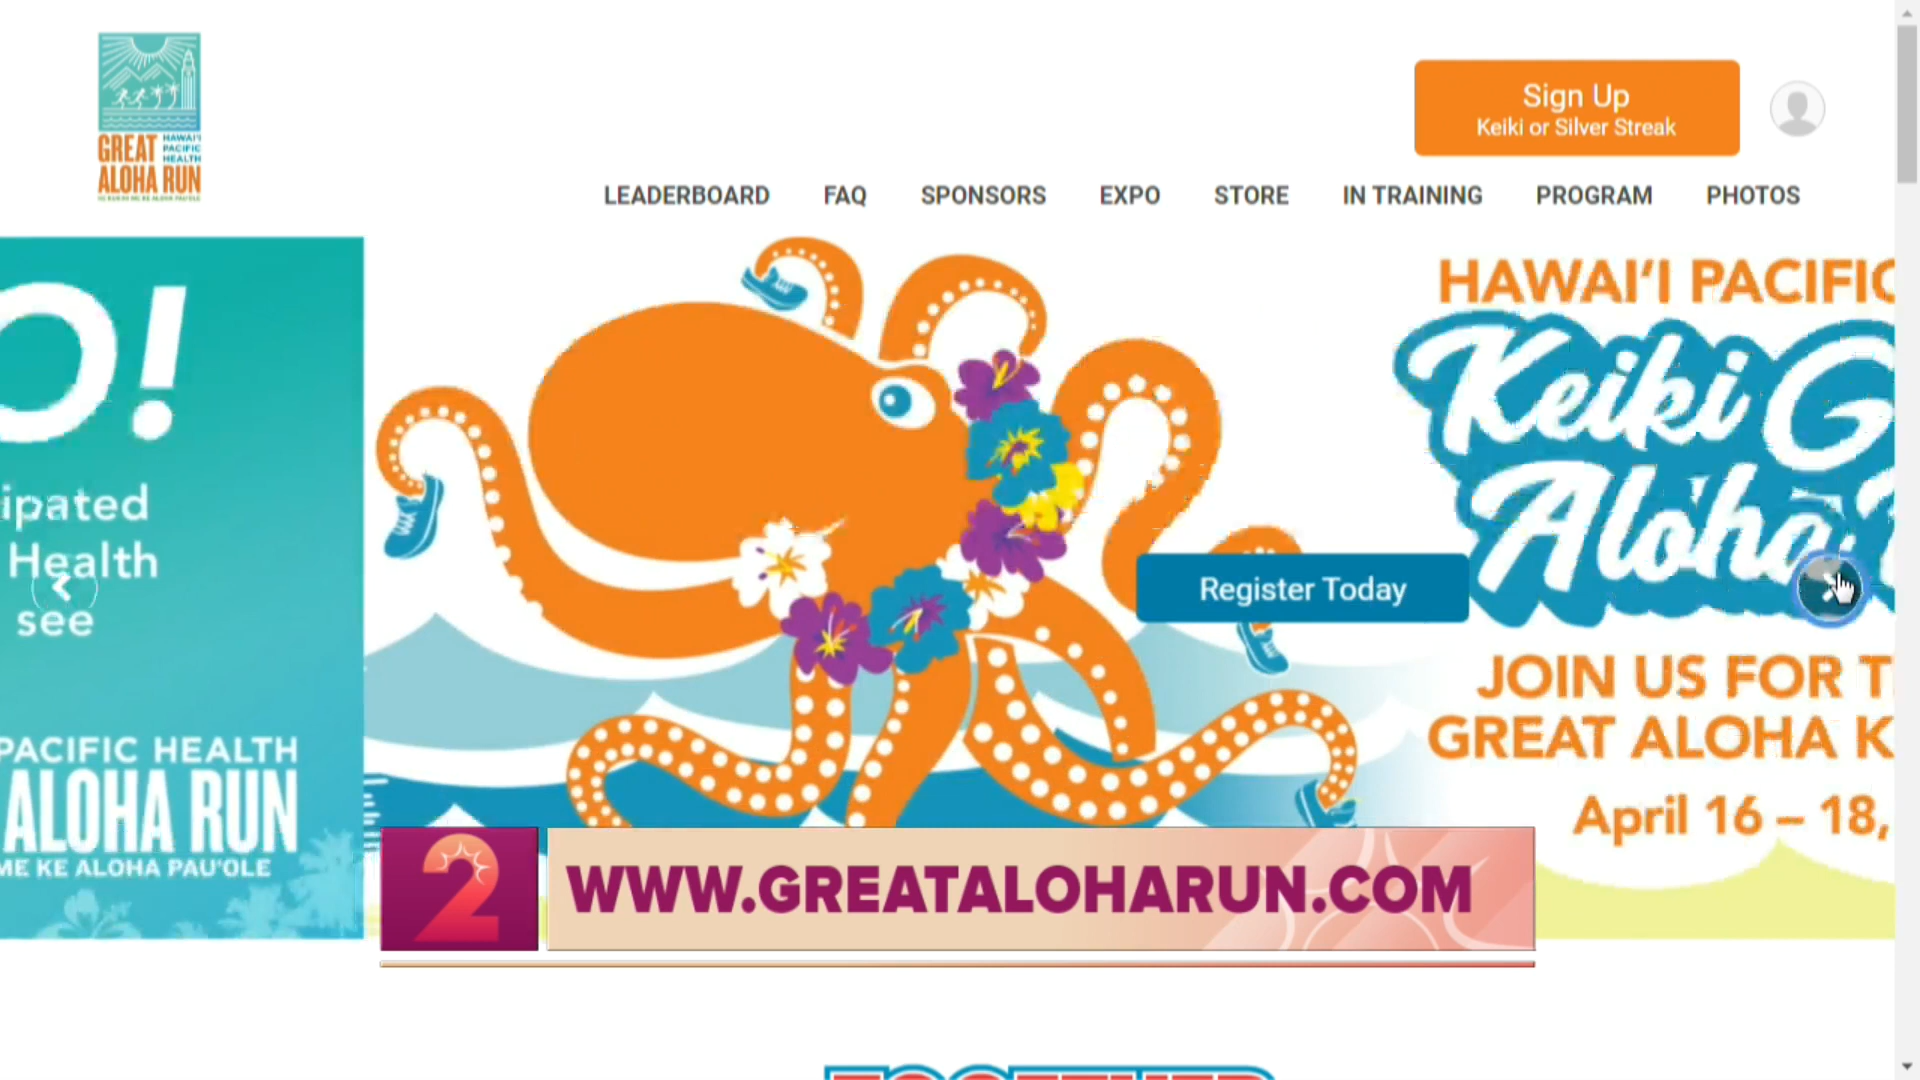 GREAT
HAWAI'I
PACIFIC
HEALTH
ALOHA RUN
Sign Up
Keiki or Silver Streak
LEADERBOARD
FAQ
SPONSORS
EXPO
STORE
IN TRAINING
PROGRAM
PHOTOS
O!
ipated
Health
see
PACIFIC HEALTH
ALOHA RUN
ME KE ALOHA PAU'OLE
HAWAI'I PACIFIC
Keiki G
Aloha
Register Today
JOIN US FOR T
GREAT ALOHA K
April 16 – 18,
2
WWW.GREATALOHARUN.COM